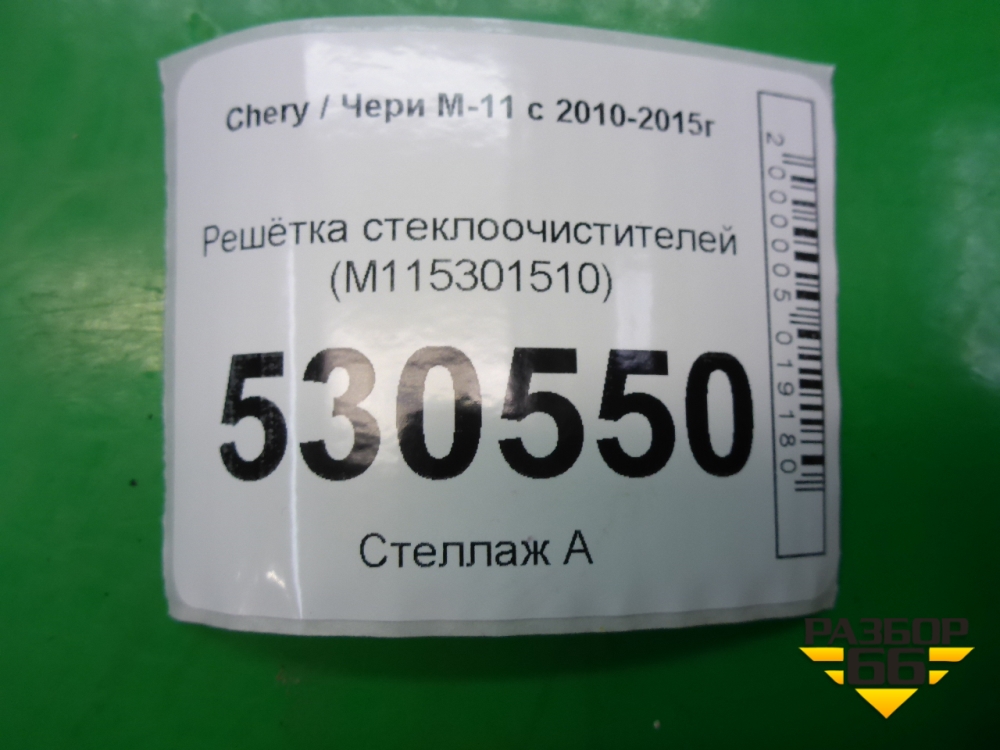 Chery / Чери М-11 с 2010-2015г
Решётка стеклоочистителей
(M115301510)
530550
Стеллаж А
2000005019180
РАЗБОР
66